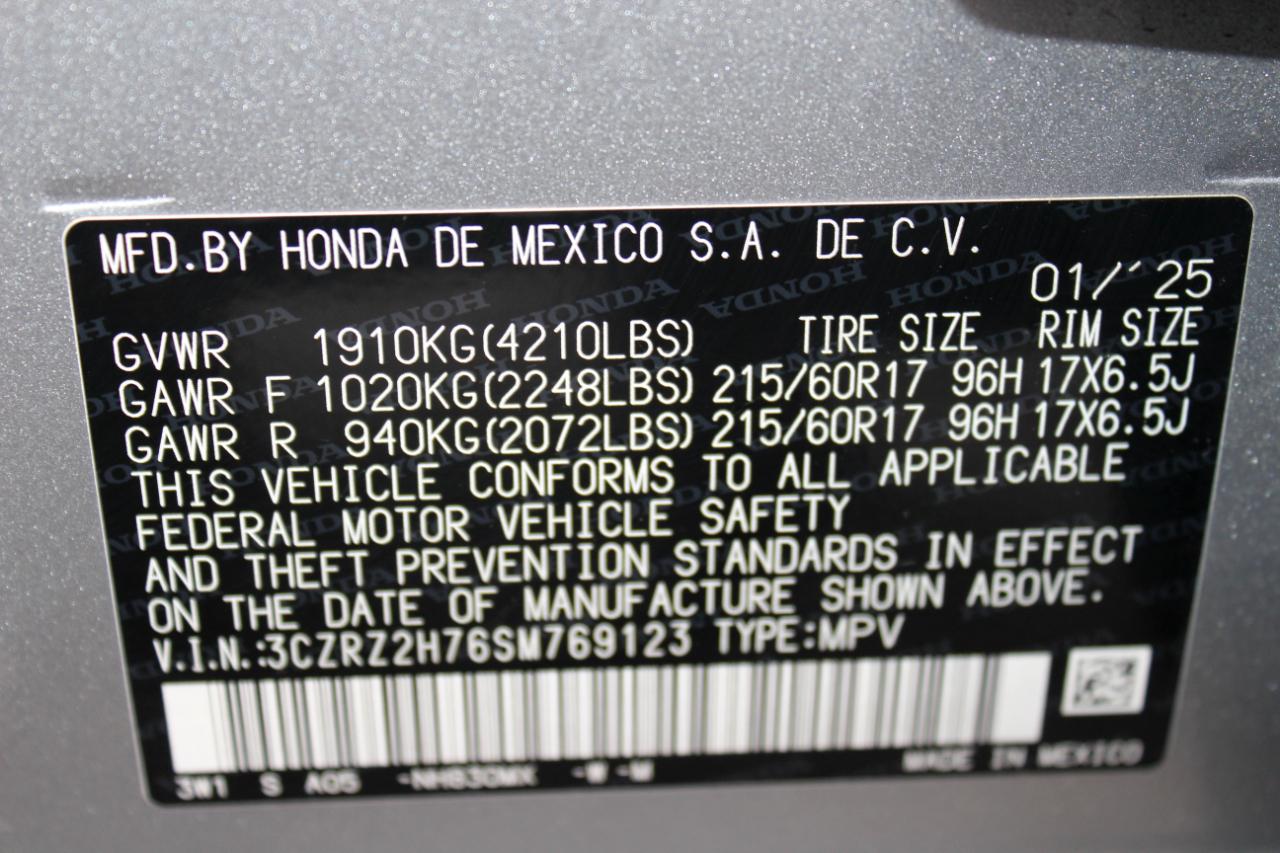 MFD.BY HONDA DE MEXICO S.A. DE C.V.
01/'25
GVWR 1910KG(4210LBS) TIRE SIZE RIM SIZE
GAWR F 1020KG(2248LBS) 215/60R17 96H 17X6.5J
GAWR R 940KG(2072LBS) 215/60R17 96H 17X6.5J
THIS VEHICLE CONFORMS TO ALL APPLICABLE
FEDERAL MOTOR VEHICLE SAFETY
AND THEFT PREVENTION STANDARDS IN EFFECT
ON THE DATE OF MANUFACTURE SHOWN ABOVE.
V.I.N.:3CZRZ2H76SM769123 TYPE:MPV
3W1 S A05 -NH830MX -W -W
MADE IN MEXICO